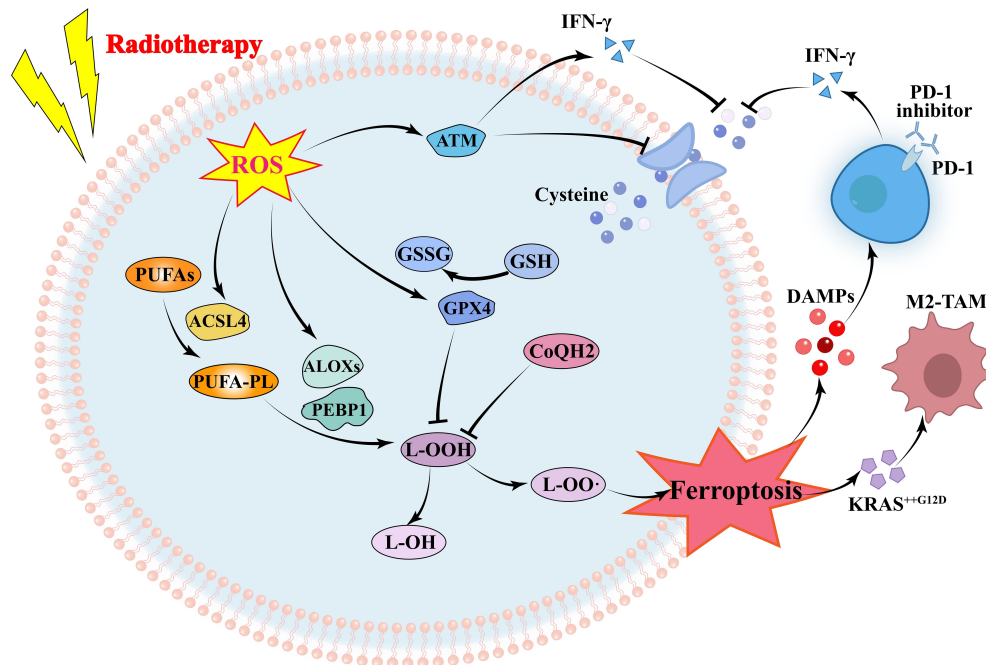 IFN-γ
Radiotherapy
IFN-γ
PD-1
inhibitor
ATM
ROS
PD-1
Cysteine
GSSG
GSH
PUFAs
DAMPs
M2-TAM
GPX4
ACSL4
CoQH2
ALOXs
PUFA-PL
PEBP1
L-OOH
L-OO·
Ferroptosis
KRAS++G12D
L-OH